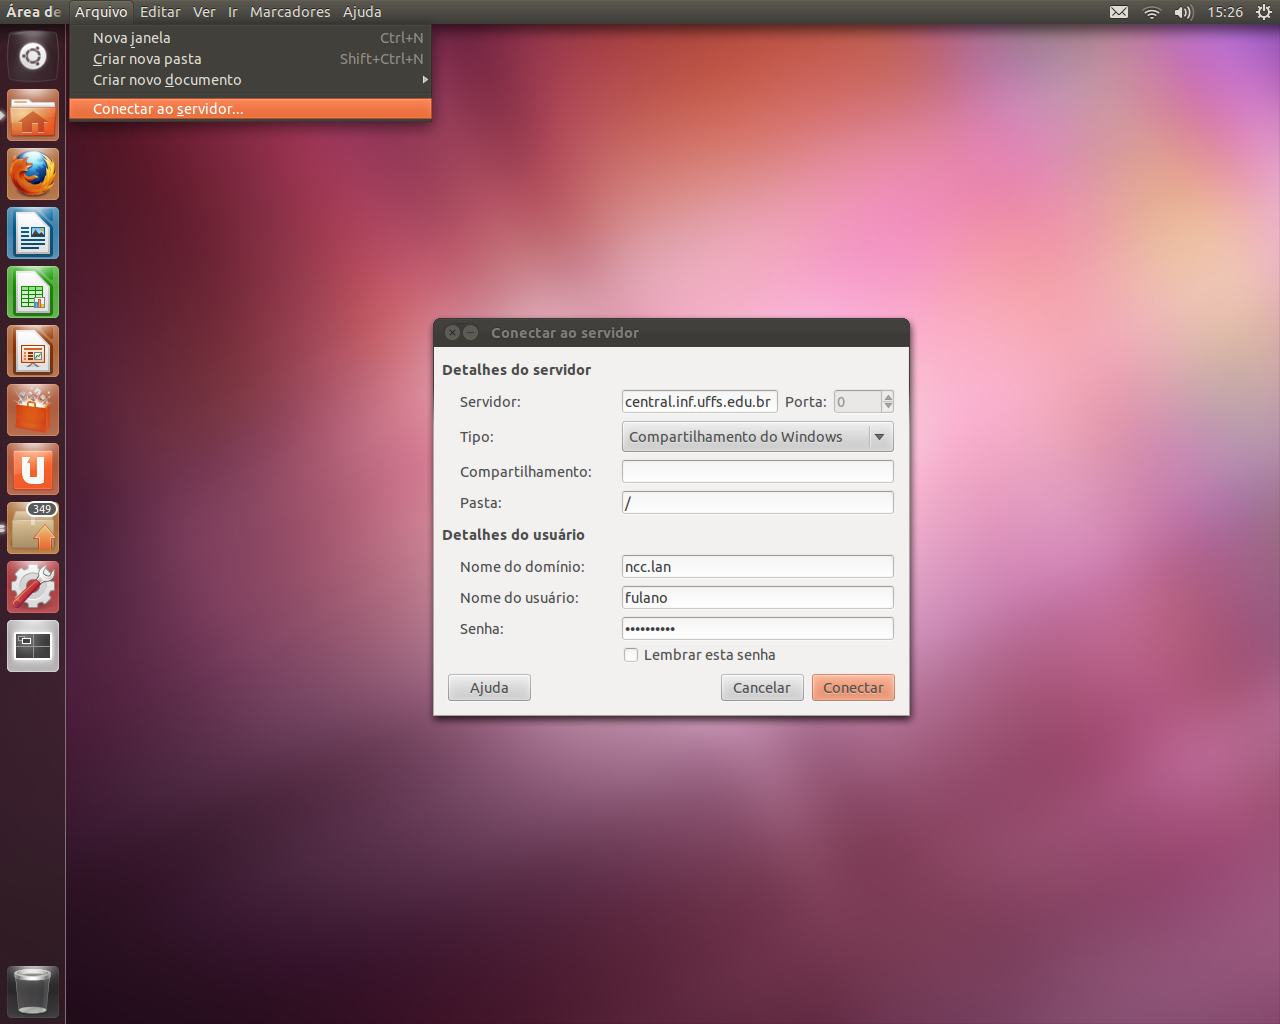 Área de Arquivo Editar Ver Ir Marcadores Ajuda 15:26
Nova janela Ctrl+N
Criar nova pasta Shift+Ctrl+N
Criar novo documento
Conectar ao servidor...
Conectar ao servidor
Detalhes do servidor
Servidor: central.inf.uffs.edu.br Porta: 0
Tipo: Compartilhamento do Windows
Compartilhamento:
Pasta: /
Detalhes do usuário
Nome do domínio: ncc.lan
Nome do usuário: fulano
Senha: ••••••••••
Lembrar esta senha
Ajuda Cancelar Conectar
349